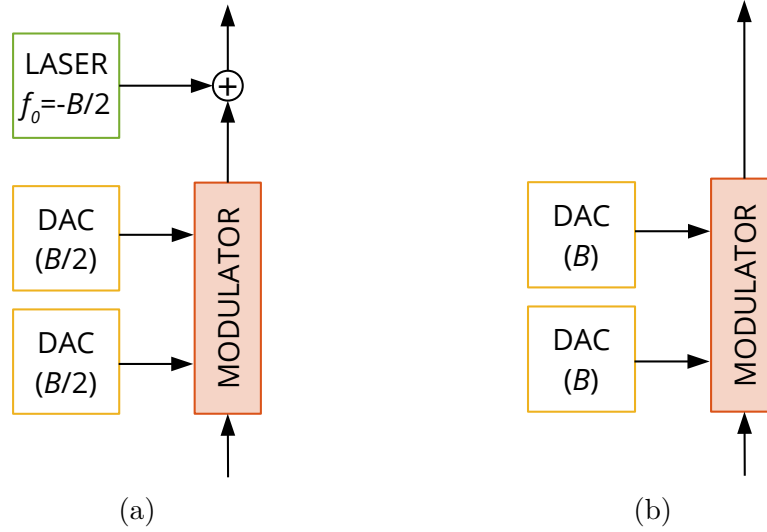 LASER
f₀=-B/2
+
DAC
(B/2)
DAC
(B/2)
MODULATOR
(a)
DAC
(B)
DAC
(B)
MODULATOR
(b)